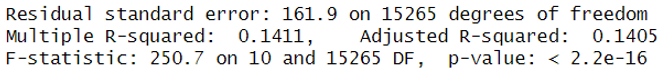 Residual standard error: 161.9 on 15265 degrees of freedom
Multiple R-squared:  0.1411,    Adjusted R-squared:  0.1405
F-statistic: 250.7 on 10 and 15265 DF,  p-value: < 2.2e-16